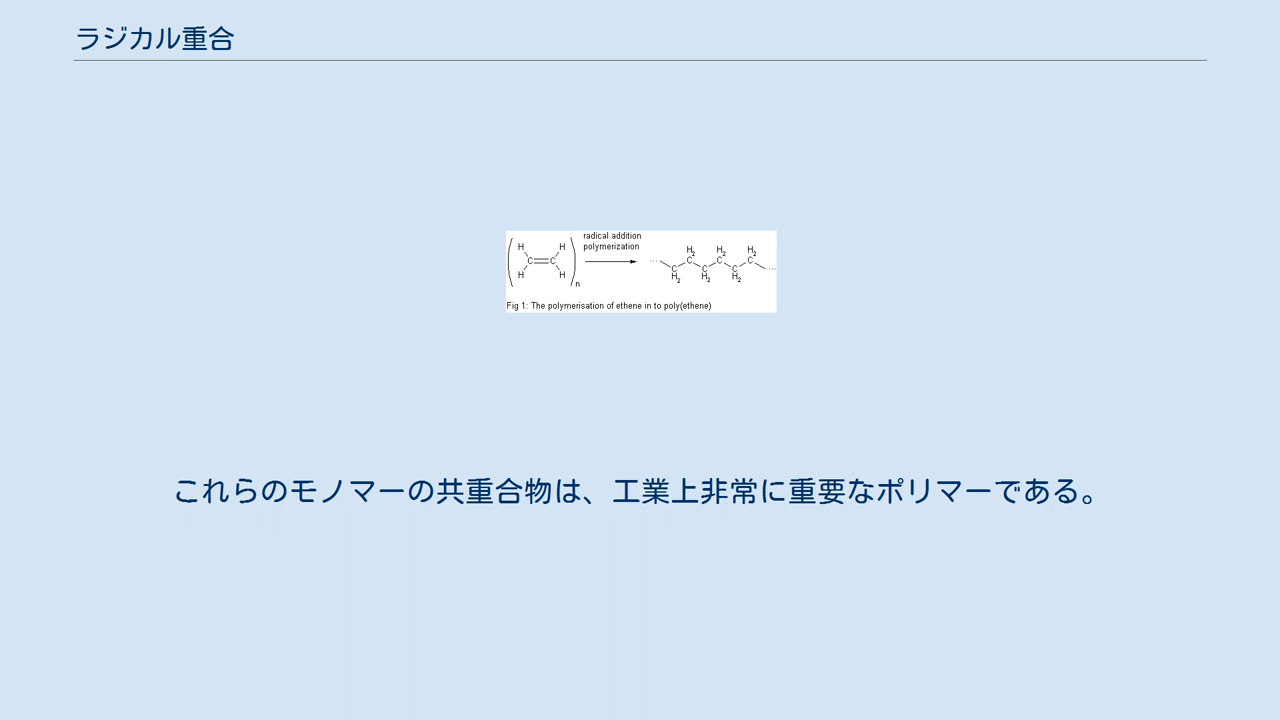 ラジカル重合
radical addition
polymerization
H H H₂ H₂ H₂
C C ... C C C
H H n C H₂ C H₂ C H₂ ...
Fig 1: The polymerisation of ethene in to poly(ethene)
これらのモノマーの共重合物は、工業上非常に重要なポリマーである。